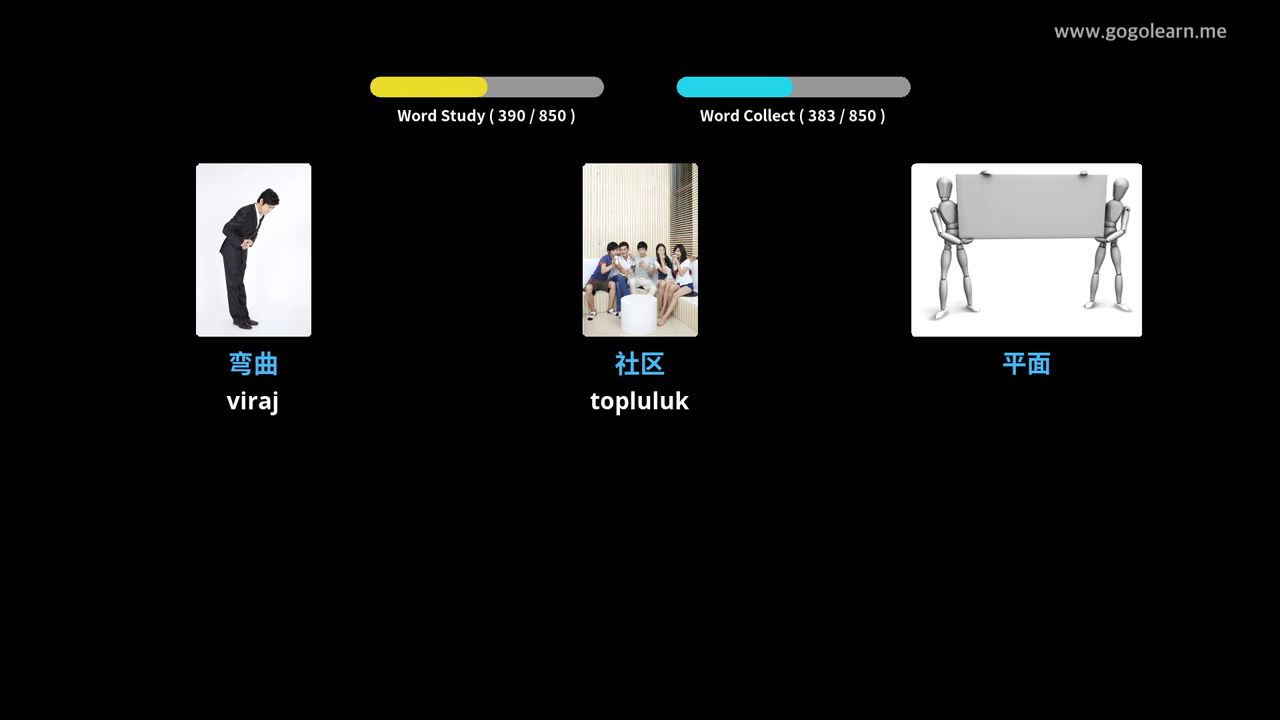 www.gogolearn.me
Word Study ( 390 / 850 )
Word Collect ( 383 / 850 )
弯曲
viraj
社区
topluluk
平面